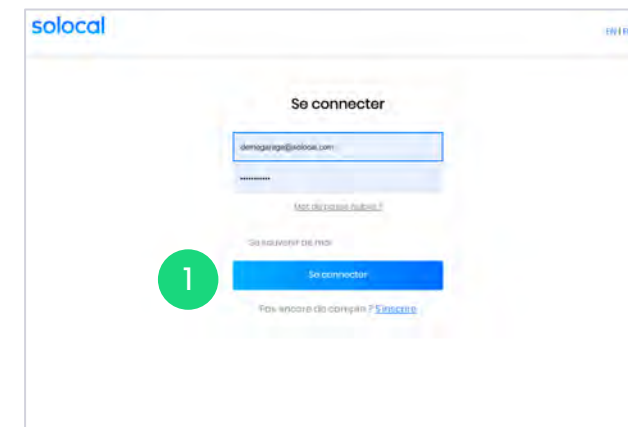 solocal
EN I
Se connecter
demogarage@solocal.com
Mot de passe oublié ?
Se souvenir de moi
1
Se connecter
Pas encore de compte ? S'inscrire